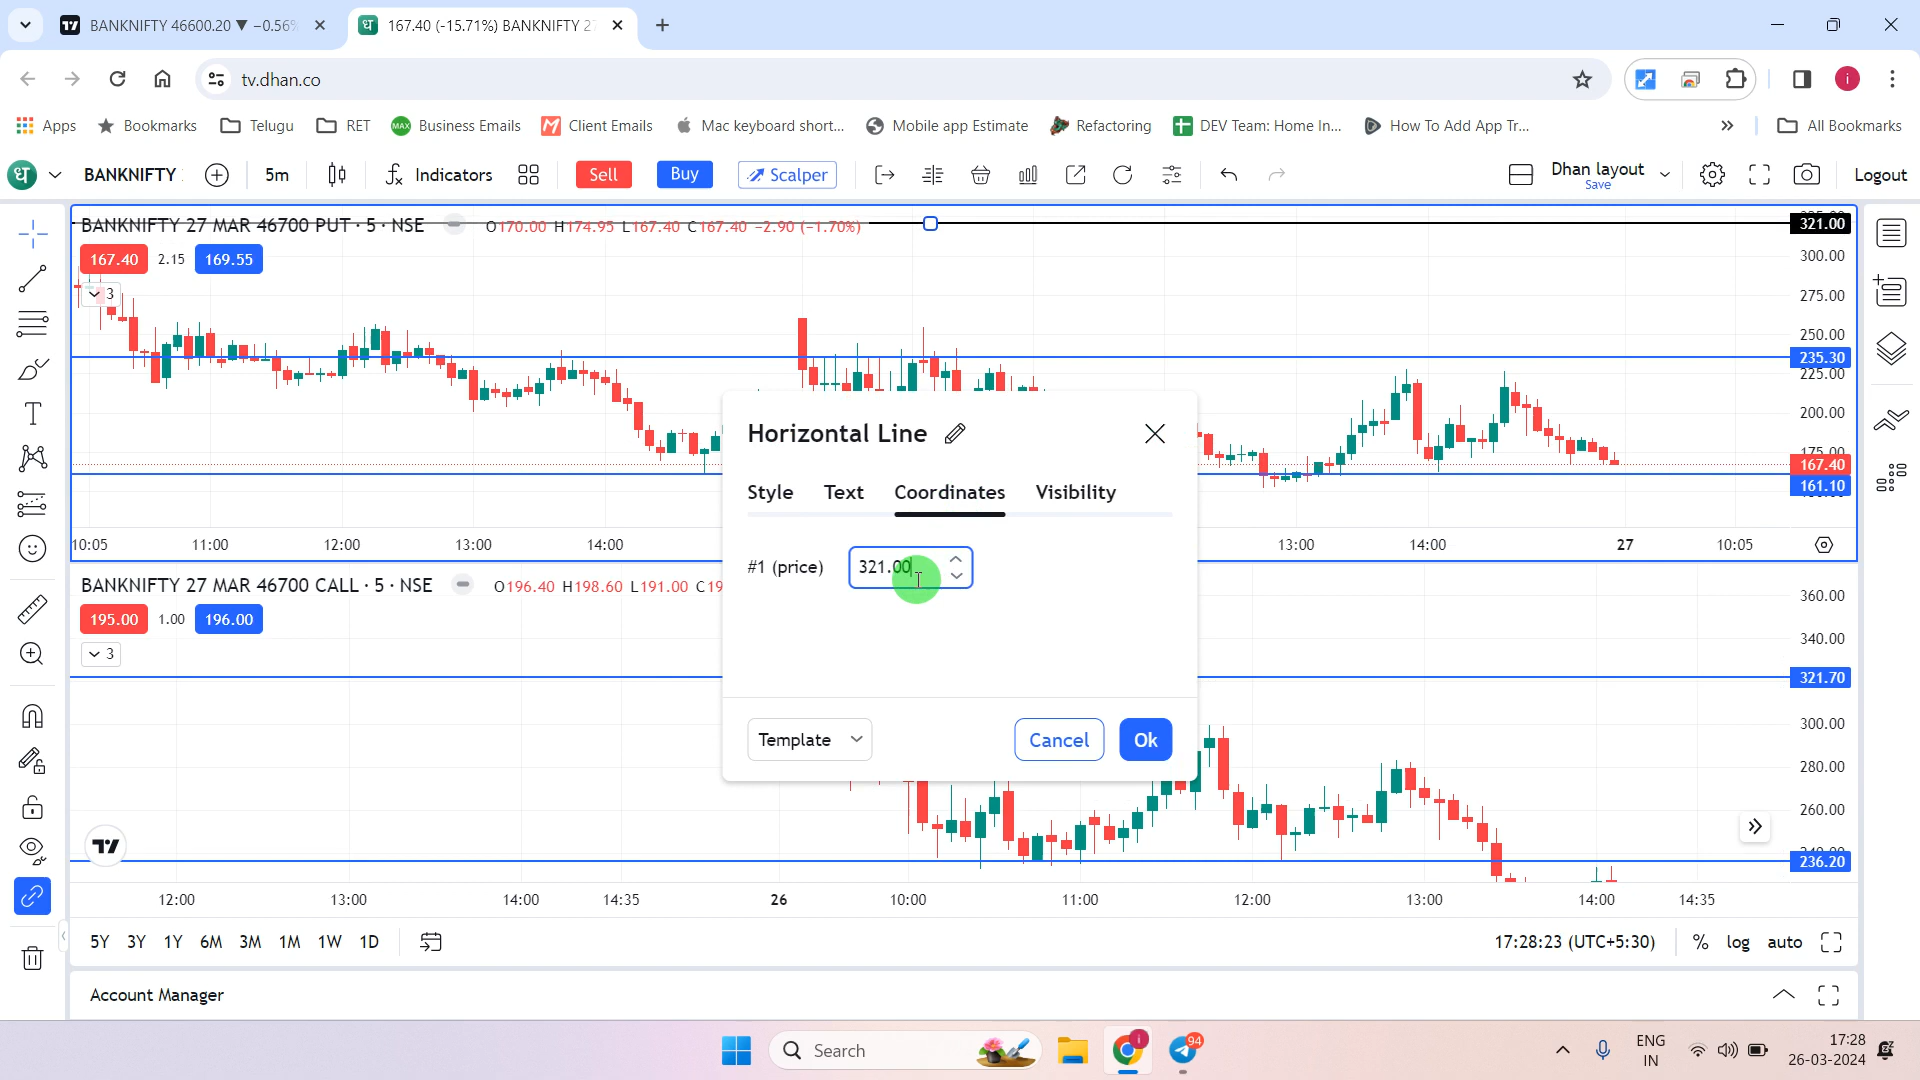 BANKNIFTY 46600.20 ▼ −0.56%
167.40 (-15.71%) BANKNIFTY 27
tv.dhan.co
Apps
Bookmarks
Telugu
RET
MAX
Business Emails
Client Emails
Mac keyboard short...
Mobile app Estimate
Refactoring
DEV Team: Home In...
How To Add App Tr...
All Bookmarks
BANKNIFTY
5m
Indicators
Sell
Buy
Scalper
Dhan layout
Save
Logout
BANKNIFTY 27 MAR 46700 PUT · 5 · NSE
O170.00 H174.95 L167.40 C167.40 −2.90 (−1.70%)
167.40 2.15 169.55
3
321.00
300.00
275.00
250.00
235.30
225.00
200.00
175.00
167.40
161.10
10:05 11:00 12:00 13:00 14:00 13:00 14:00 27 10:05
Horizontal Line
Style Text Coordinates Visibility
#1 (price) 321.00
Template
Cancel
Ok
BANKNIFTY 27 MAR 46700 CALL · 5 · NSE
O196.40 H198.60 L191.00 C19
195.00 1.00 196.00
3
360.00
340.00
321.70
300.00
280.00
260.00
236.20
12:00 13:00 14:00 14:35 26 10:00 11:00 12:00 13:00 14:00 14:35
5Y 3Y 1Y 6M 3M 1M 1W 1D
17:28:23 (UTC+5:30)
% log auto
Account Manager
Search
94
ENG
IN
17:28
26-03-2024